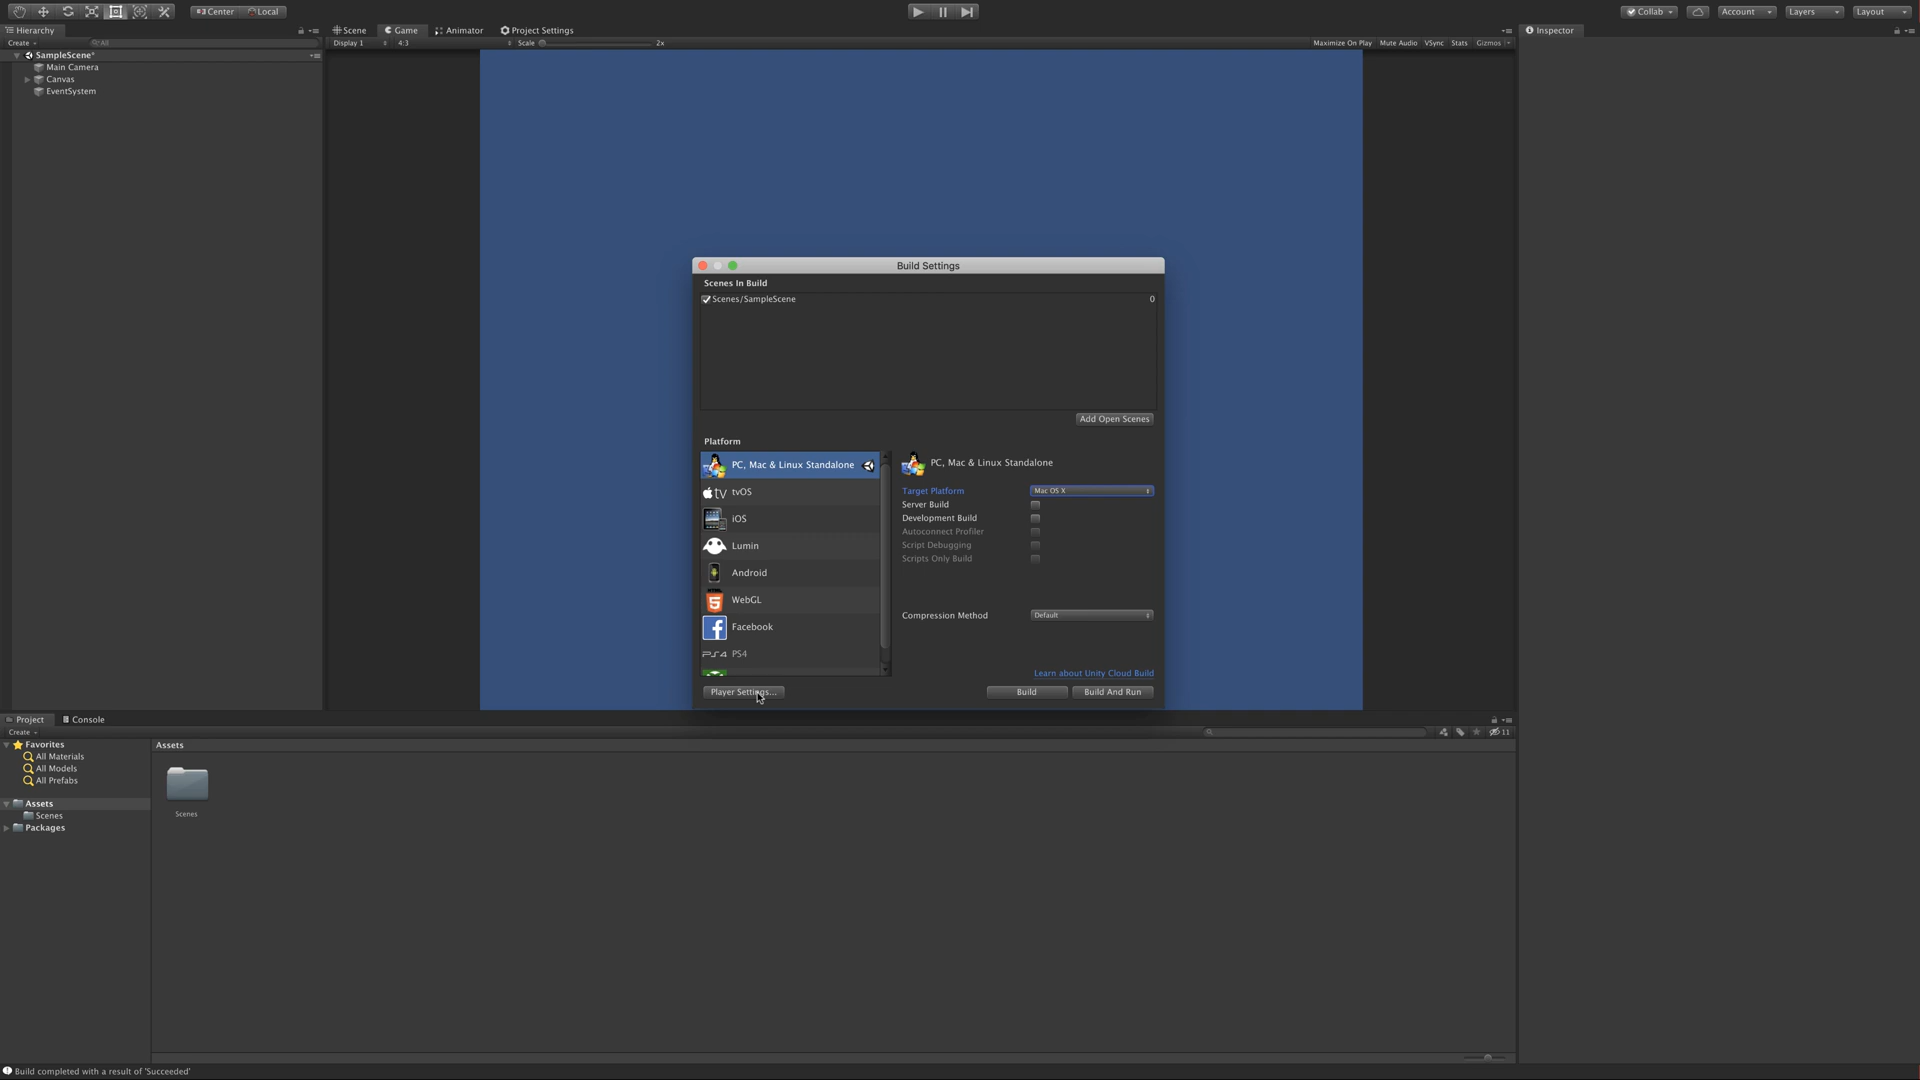 Center Local
Collab Account Layers Layout
Hierarchy
Scene Game Animator Project Settings
Inspector
Create All
Display 1 4:3 Scale 2x
Maximize On Play Mute Audio VSync Stats Gizmos
SampleScene*
Main Camera
Canvas
EventSystem
Build Settings
Scenes In Build
Scenes/SampleScene 0
Add Open Scenes
Platform
PC, Mac & Linux Standalone
tvOS
iOS
Lumin
Android
WebGL
Facebook
PS4
PC, Mac & Linux Standalone
Target Platform Mac OS X
Server Build
Development Build
Autoconnect Profiler
Script Debugging
Scripts Only Build
Compression Method Default
Learn about Unity Cloud Build
Player Settings... Build Build And Run
Project Console
Create
11
Favorites
All Materials
All Models
All Prefabs
Assets
Scenes
Packages
Assets
Scenes
Build completed with a result of 'Succeeded'